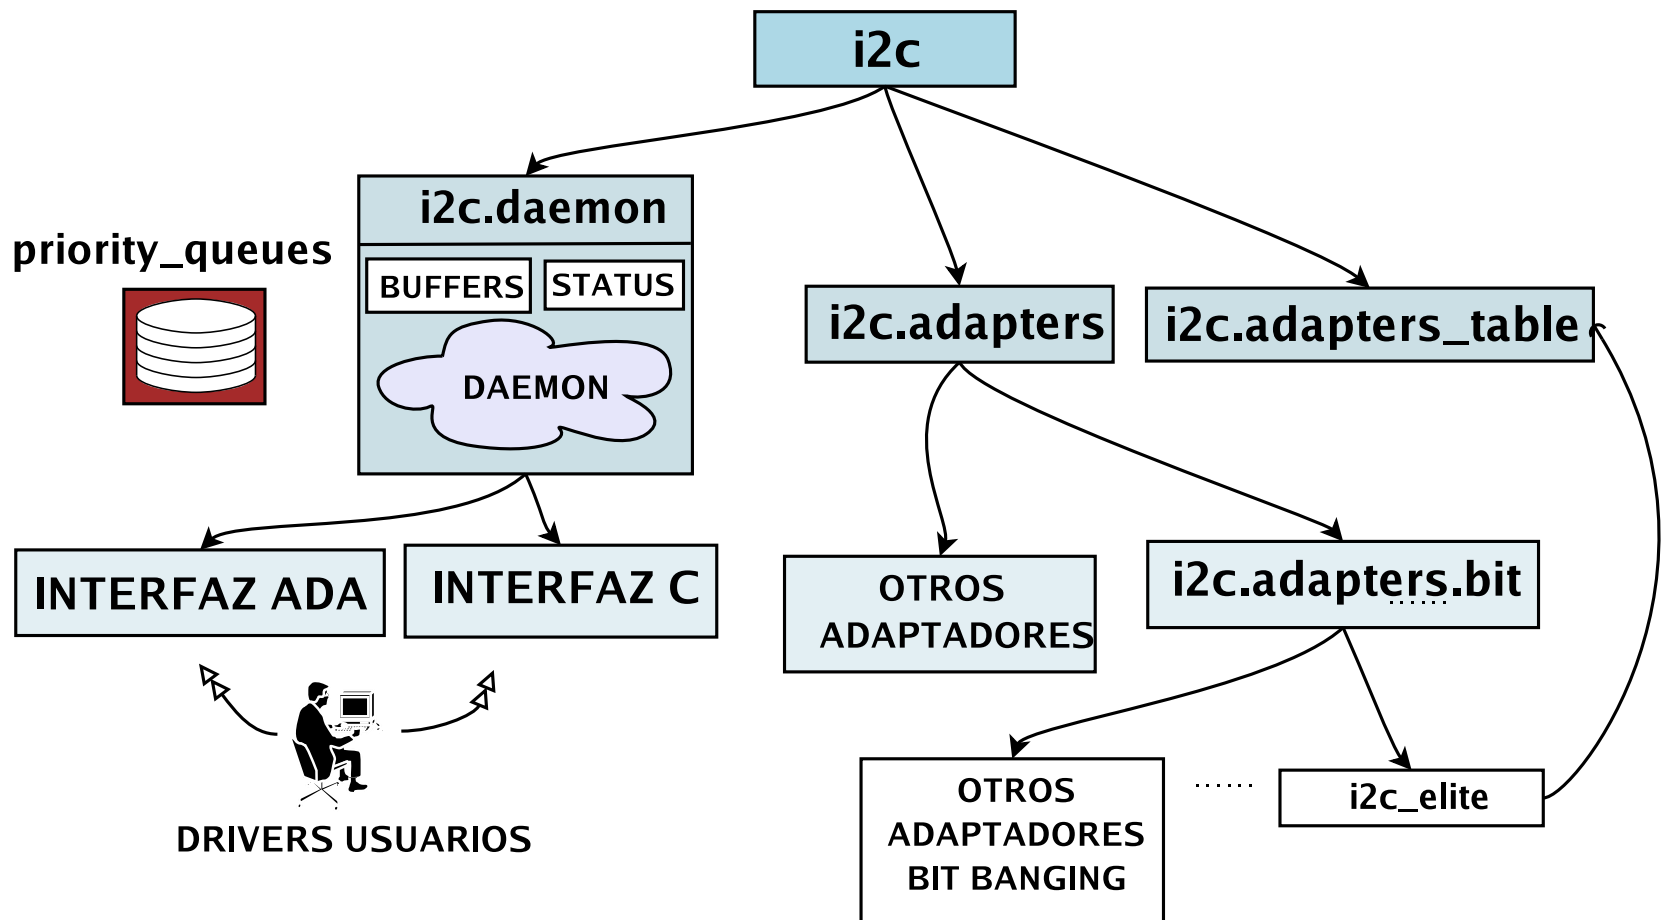 i2c
i2c.daemon
priority_queues
BUFFERS
STATUS
DAEMON
i2c.adapters
i2c.adapters_table
INTERFAZ ADA
INTERFAZ C
OTROS
ADAPTADORES
i2c.adapters.bit
DRIVERS USUARIOS
OTROS
ADAPTADORES
BIT BANGING
......
i2c_elite